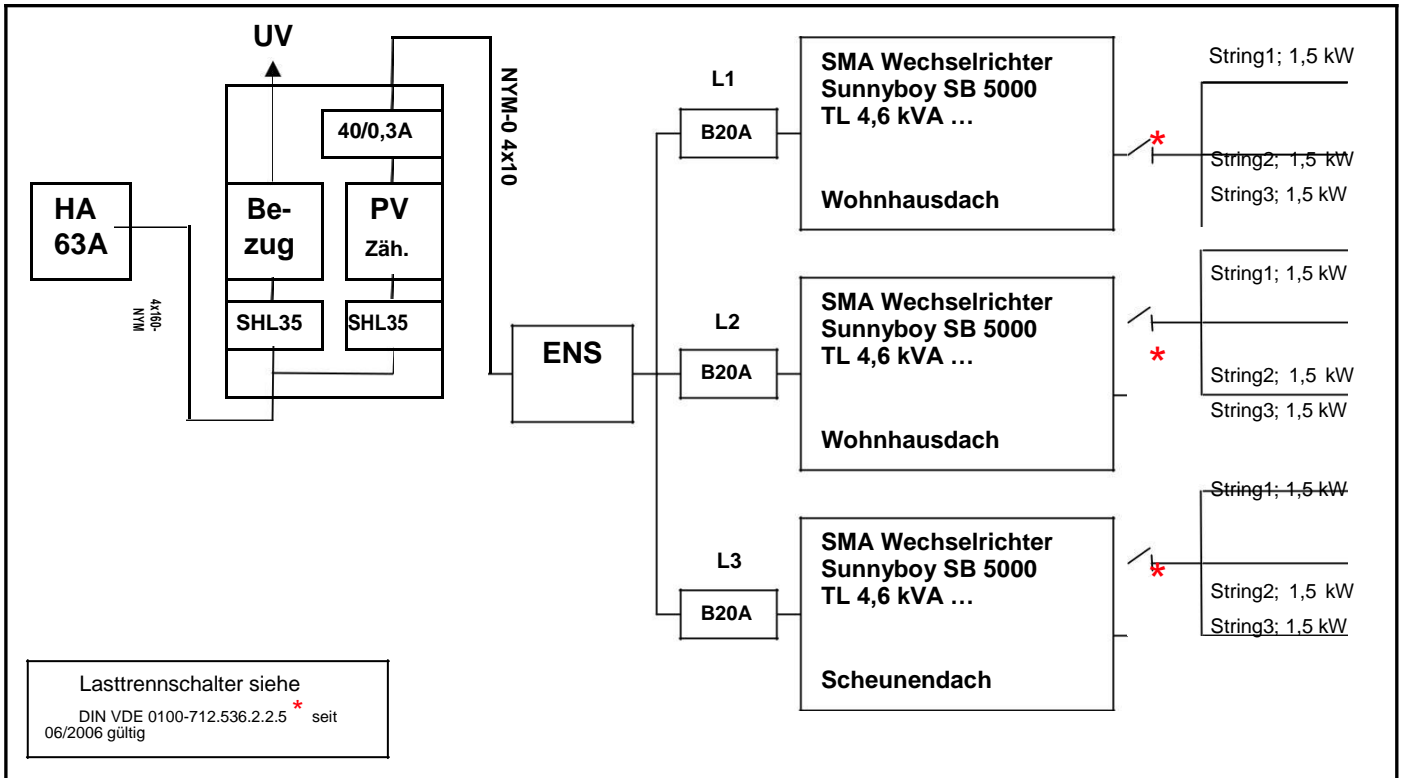 UV
40/0,3A
HA
63A
Be-
zug
PV
Zäh.
SHL35
SHL35
4x160-
NYM
NYM-0 4x10
ENS
L1
B20A
SMA Wechselrichter
Sunnyboy SB 5000
TL 4,6 kVA …
Wohnhausdach
*
String1; 1,5 kW
String2; 1,5 kW
String3; 1,5 kW
L2
B20A
SMA Wechselrichter
Sunnyboy SB 5000
TL 4,6 kVA …
Wohnhausdach
*
String1; 1,5 kW
String2; 1,5 kW
String3; 1,5 kW
L3
B20A
SMA Wechselrichter
Sunnyboy SB 5000
TL 4,6 kVA …
Scheunendach
*
String1; 1,5 kW
String2; 1,5 kW
String3; 1,5 kW
Lasttrennschalter siehe
DIN VDE 0100-712.536.2.2.5 * seit
06/2006 gültig